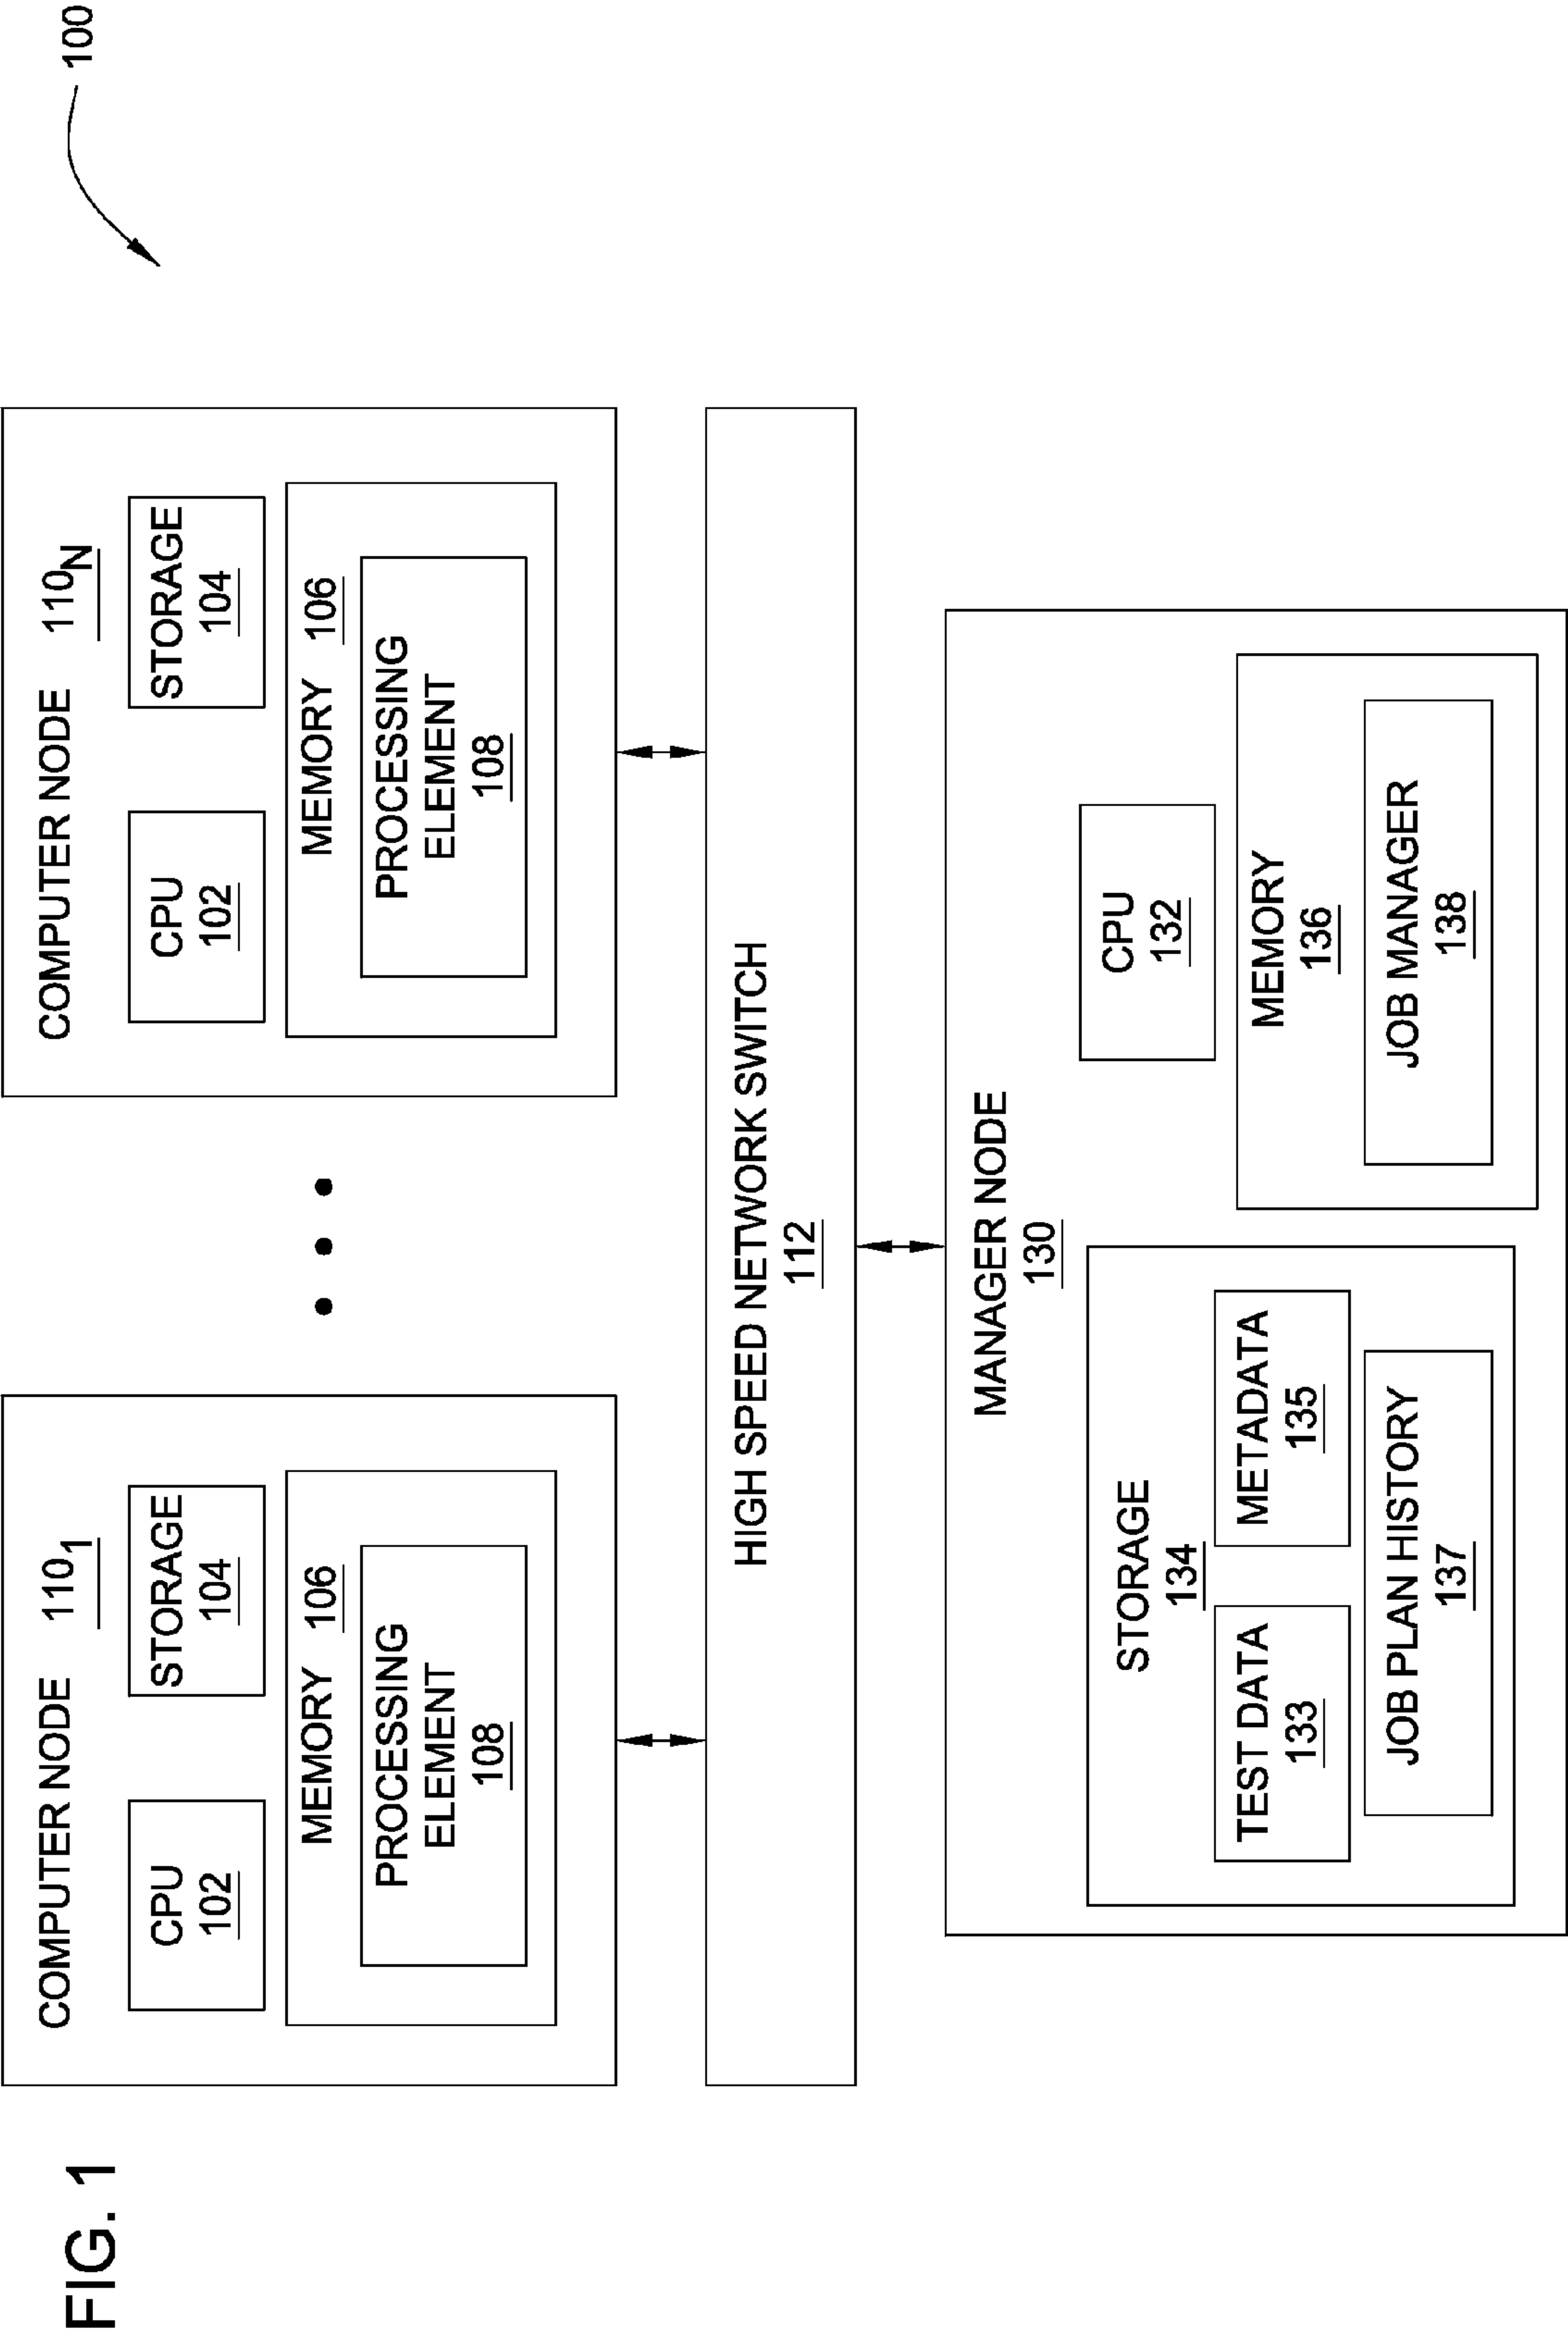 FIG. 1
100
COMPUTER NODE 110₁
CPU
102
STORAGE
104
MEMORY 106
PROCESSING
ELEMENT
108
COMPUTER NODE 110N
CPU
102
STORAGE
104
MEMORY 106
PROCESSING
ELEMENT
108
HIGH SPEED NETWORK SWITCH
112
MANAGER NODE
130
STORAGE
134
TEST DATA
133
METADATA
135
JOB PLAN HISTORY
137
CPU
132
MEMORY
136
JOB MANAGER
138